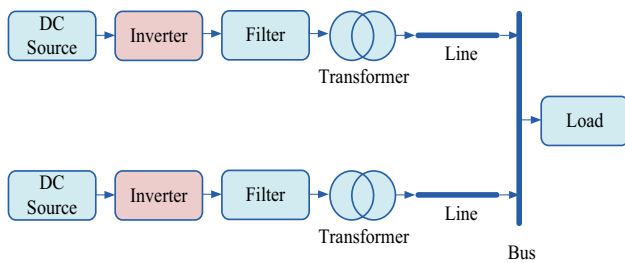 DC
Source
Inverter
Filter
Transformer
Line
Load
DC
Source
Inverter
Filter
Transformer
Line
Bus